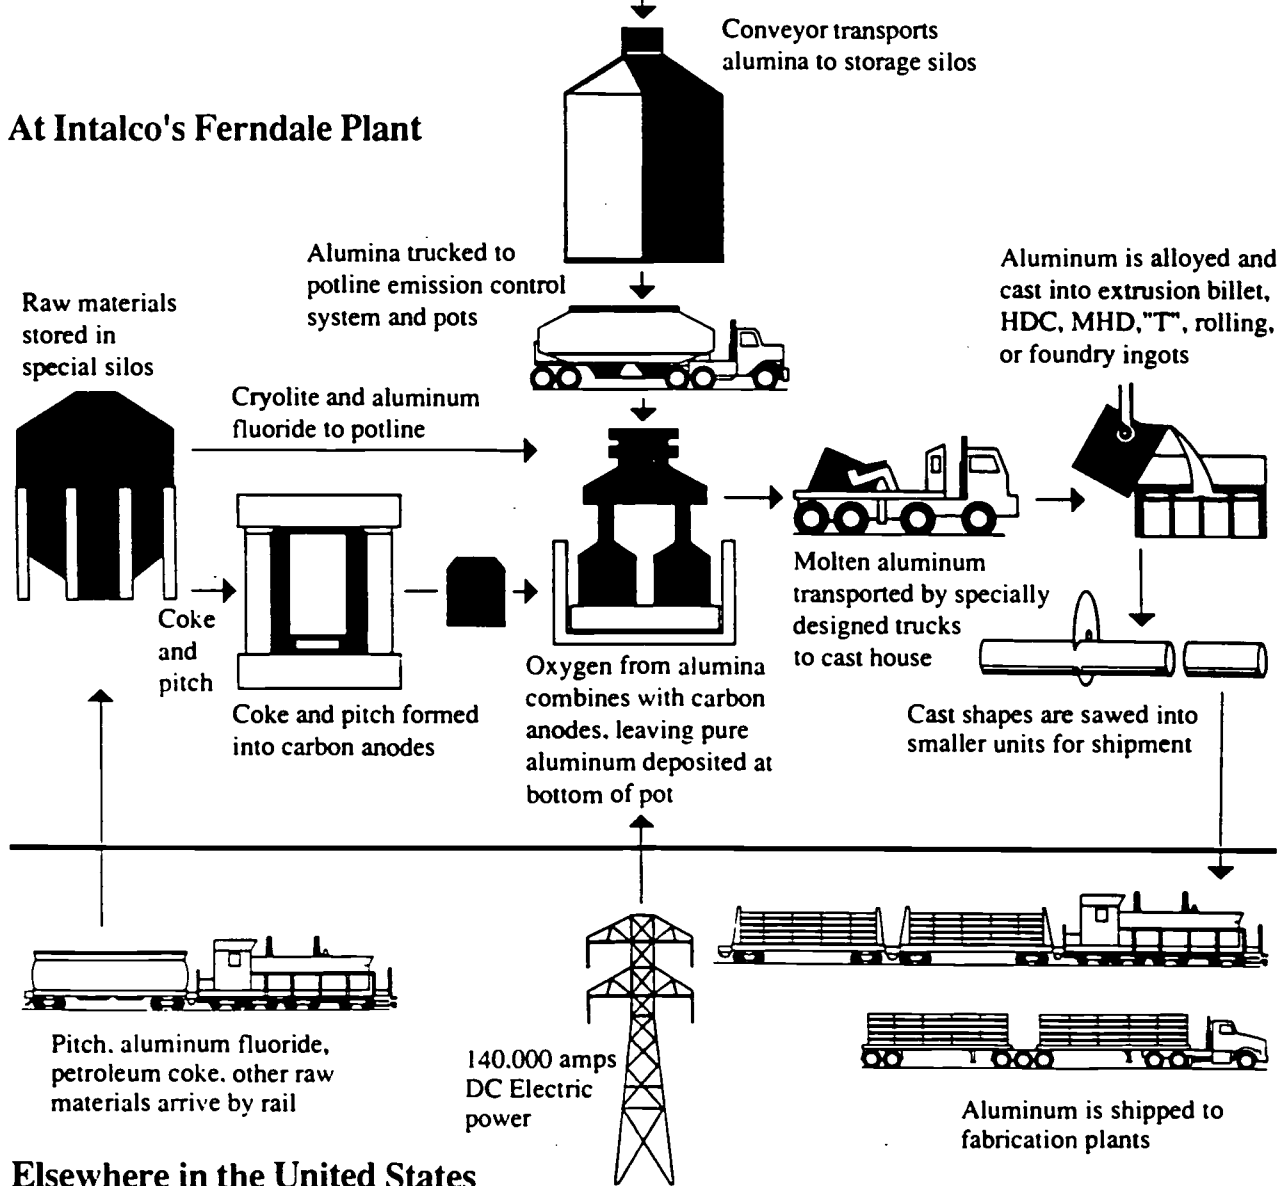 Conveyor transports
alumina to storage silos
At Intalco's Ferndale Plant
Alumina trucked to
potline emission control
system and pots
Aluminum is alloyed and
cast into extrusion billet,
HDC, MHD,"T", rolling,
or foundry ingots
Raw materials
stored in
special silos
Cryolite and aluminum
fluoride to potline
Coke
and
pitch
Coke and pitch formed
into carbon anodes
Oxygen from alumina
combines with carbon
anodes, leaving pure
aluminum deposited at
bottom of pot
Molten aluminum
transported by specially
designed trucks
to cast house
Cast shapes are sawed into
smaller units for shipment
Pitch, aluminum fluoride,
petroleum coke, other raw
materials arrive by rail
140,000 amps
DC Electric
power
Aluminum is shipped to
fabrication plants
Elsewhere in the United States